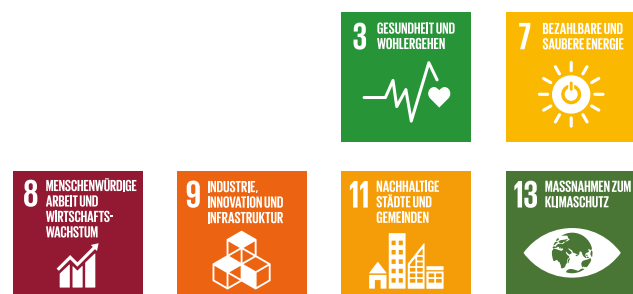 3 GESUNDHEIT UND
WOHLERGEHEN
7 BEZAHLBARE UND
SAUBERE ENERGIE
8 MENSCHENWÜRDIGE
ARBEIT UND
WIRTSCHAFTS-
WACHSTUM
9 INDUSTRIE,
INNOVATION UND
INFRASTRUKTUR
11 NACHHALTIGE
STÄDTE UND
GEMEINDEN
13 MASSNAHMEN ZUM
KLIMASCHUTZ